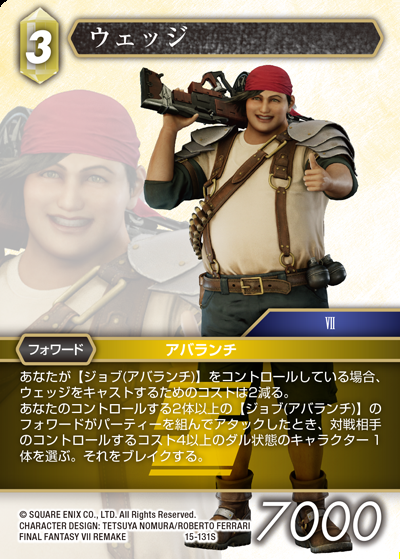 3
ウェッジ
VII
フォワード
アバランチ
あなたが【ジョブ(アバランチ)】をコントロールしている場合、
ウェッジをキャストするためのコストは2減る。
あなたのコントロールする2体以上の【ジョブ(アバランチ)】の
フォワードがパーティーを組んでアタックしたとき、対戦相手
のコントロールするコスト4以上のダル状態のキャラクター1
体を選ぶ。それをブレイクする。
© SQUARE ENIX CO., LTD. All Rights Reserved.
CHARACTER DESIGN: TETSUYA NOMURA/ROBERTO FERRARI
FINAL FANTASY VII REMAKE 15-131S
7000